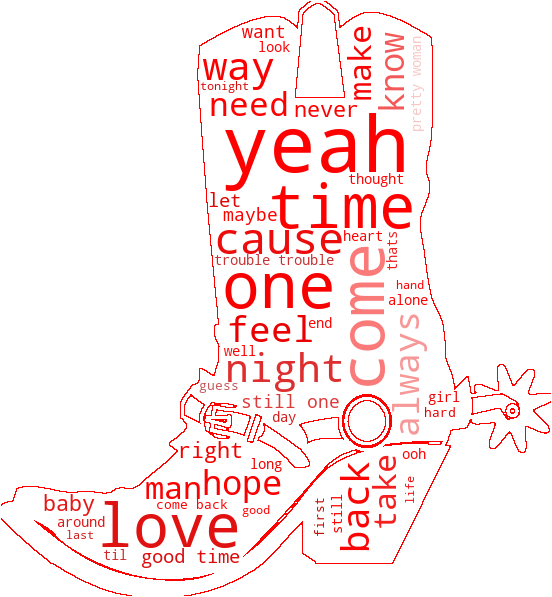 want
look
way
tonight
need
never
make
know
pretty woman
yeah
thought
time
let
maybe
cause
heart
thats
trouble trouble
one
come
hand
alone
end
feel
always
well
night
guess
still one
day
girl
hard
right
long
ooh
man
hope
back
take
life
baby
come back
good
first
still
around
love
last
til
good time